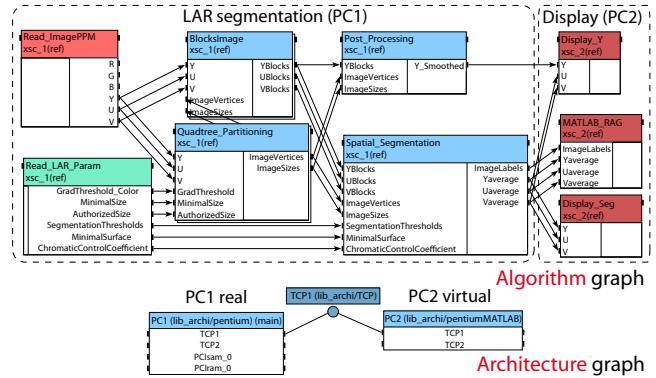 LAR segmentation (PC1)
Display (PC2)
Read_ImagePPM
xsc_1(ref)
R
G
B
Y
U
V
BlocksImage
xsc_1(ref)
Y
U
V
ImageVertices
ImageSizes
YBlocks
UBlocks
VBlocks
Post_Processing
xsc_1(ref)
YBlocks
ImageVertices
ImageSizes
Y_Smoothed
Display_Y
xsc_2(ref)
Y
U
V
Quadtree_Partitioning
xsc_1(ref)
Y
U
V
GradThreshold
MinimalSize
AuthorizedSize
ImageVertices
ImageSizes
MATLAB_RAG
xsc_2(ref)
ImageLabels
Yaverage
Uaverage
Vaverage
Read_LAR_Param
xsc_1(ref)
GradThreshold_Color
MinimalSize
AuthorizedSize
SegmentationThresholds
MinimalSurface
ChromaticControlCoefficient
Spatial_Segmentation
xsc_1(ref)
YBlocks
UBlocks
VBlocks
ImageVertices
ImageSizes
SegmentationThresholds
MinimalSurface
ChromaticControlCoefficient
ImageLabels
Yaverage
Uaverage
Vaverage
Display_Seg
xsc_2(ref)
Y
U
V
Algorithm graph
PC1 real
TCP1 (lib_archi/TCP)
PC2 virtual
PC1 (lib_archi/pentium) (main)
TCP1
TCP2
PCIsam_0
PCIram_0
PC2 (lib_archi/pentiumMATLAB)
TCP1
TCP2
Architecture graph